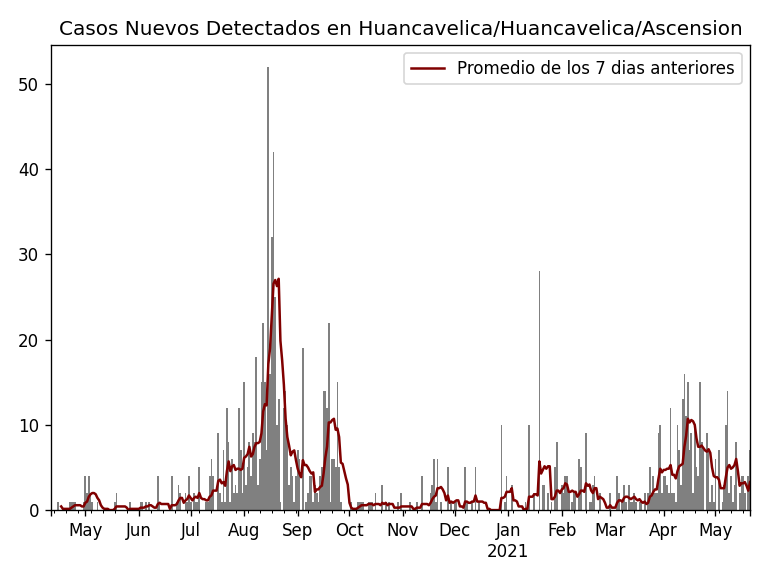 Casos Nuevos Detectados en Huancavelica/Huancavelica/Ascension
Promedio de los 7 dias anteriores
50
40
30
20
10
0
May Jun Jul Aug Sep Oct Nov Dec Jan Feb Mar Apr May
2021